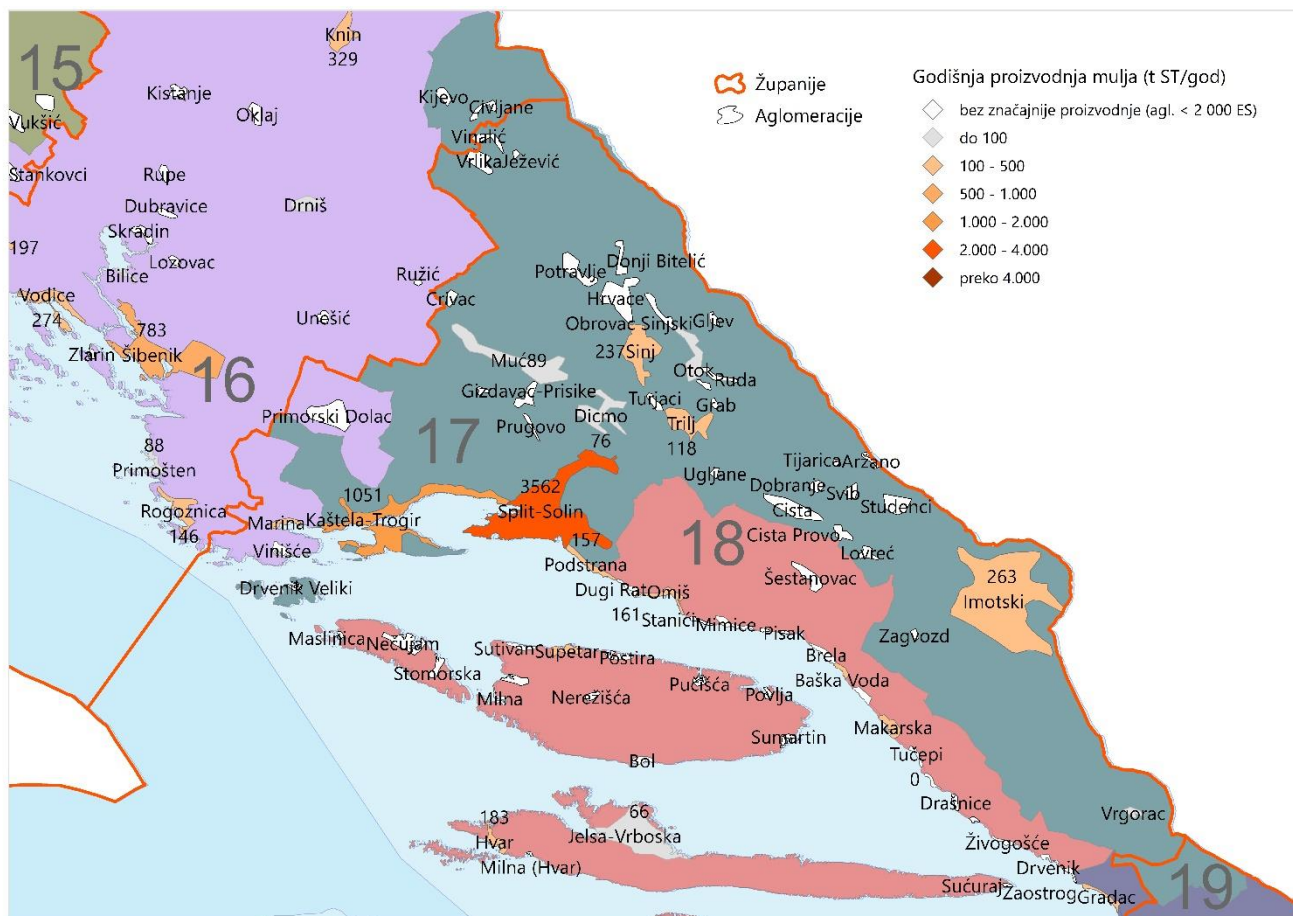 Knin
329
15
Županije
Aglomeracije
Godišnja proizvodnja mulja (t ST/god)
bez značajnije proizvodnje (agl. < 2 000 ES)
do 100
100 - 500
500 - 1.000
1.000 - 2.000
2.000 - 4.000
preko 4.000
Kistanje
Oklaj
Kijevo
Civljane
Vukšić
Vinalić
Vrlika
Ježević
Stankovci
Rupe
Dubravice
Drniš
Skradin
197
Lozovac
Bilice
Ružić
Crivac
Potravlje
Donji Bitelić
Hrvace
Vodice
274
783
Unešić
Obrovac Sinjski
Gljev
Zlarin
Šibenik
16
237
Sinj
Muć
89
Otok
Ruda
Gizdavac-Prisike
Turjaci
Grab
Primorski Dolac
Prugovo
Dicmo
76
Trilj
118
17
88
Primošten
Ugljane
Tijarica
Aržano
Dobranje
Svib
Studenci
Cista
1051
Kaštela-Trogir
3562
Split-Solin
Rogoznica
146
Marina
Vinišće
157
Podstrana
18
Cista Provo
Lovreć
Šestanovac
263
Imotski
Drvenik Veliki
Dugi Rat
161
Omiš
Stanići
Mimice
Pisak
Zagvozd
Maslinica
Nečujam
Stomorska
Sutivan
Supetar
Postira
Brela
Baška Voda
Milna
Nerežišća
Pučišća
Povlja
Makarska
Sumartin
Tučepi
0
Bol
Drašnice
Vrgorac
183
Hvar
66
Jelsa-Vrboska
Milna (Hvar)
Živogošće
Drvenik
Sućuraj
Zaostrog
Gradac
19